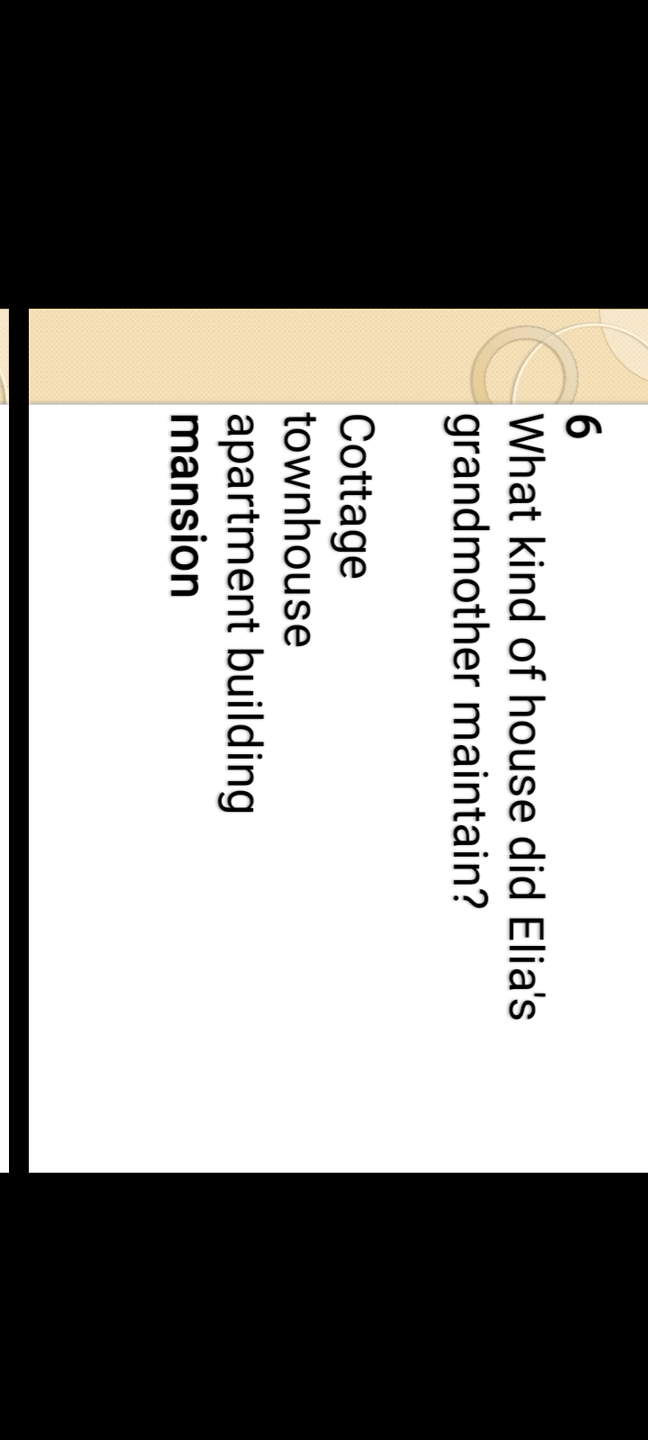 6
What kind of house did Elia's
grandmother maintain?
Cottage
townhouse
apartment building
mansion